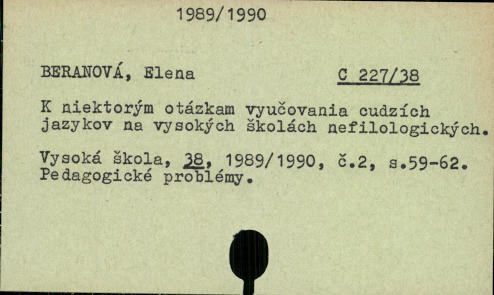 1989/1990
BERANOVÁ, Elena C 227/38
K niektorým otázkam vyučovania cudzích
jazykov na vysokých školách nefilologických.
Vysoká škola, 38, 1989/1990, č.2, s.59-62.
Pedagogické problémy.